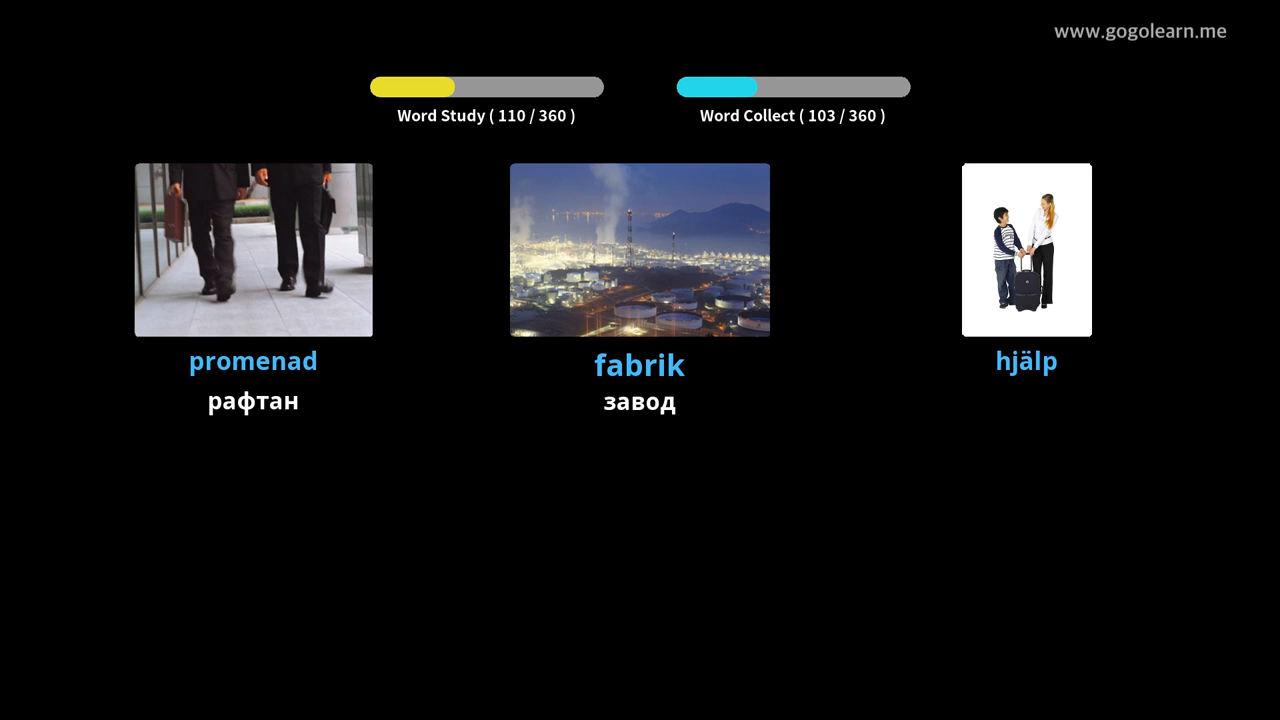 www.gogolearn.me
Word Study ( 110 / 360 )
Word Collect ( 103 / 360 )
promenad
fabrik
hjälp
рафтан
завод